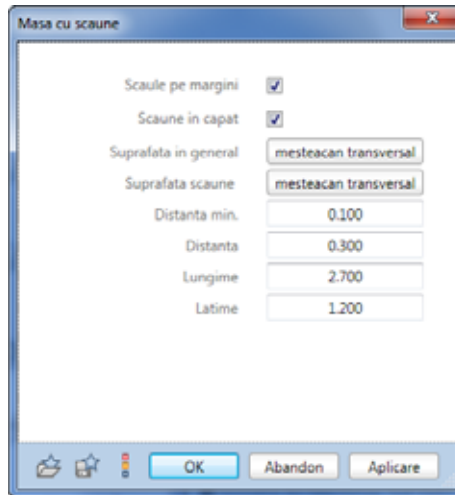 Masa cu scaune
Scaule pe margini
Scaune in capat
Suprafata in general mesteacan transversal
Suprafata scaune mesteacan transversal
Distanta min. 0.100
Distanta 0.300
Lungime 2.700
Latime 1.200
OK Abandon Aplicare